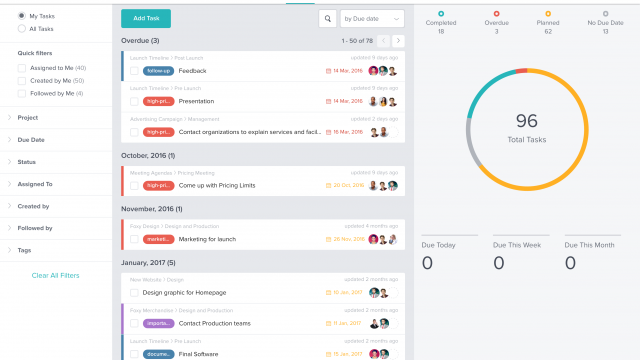 My Tasks
All Tasks
Quick filters
Assigned to Me (40)
Created by Me (50)
Followed by Me (4)
Project
Due Date
Status
Assigned To
Created by
Followed by
Tags
Clear All Filters
Add Task
by Due date
Overdue (3)
1 - 50 of 78
Launch Timeline / Post Launch
updated 9 days ago
follow-up
Feedback
14 Mar, 2016
Launch Timeline / Pre Launch
updated 9 days ago
high-pri...
Presentation
14 Mar, 2016
Advertising Campaign / Management
updated 2 days ago
high-pri...
Contact organizations to explain services and facil...
16 Mar, 2016
October, 2016 (1)
Meeting Agenda / Pricing Meeting
updated 9 days ago
high-pri...
Come up with Pricing Limits
20 Oct, 2016
November, 2016 (1)
Foxy Design / Design and Production
updated 4 months ago
marketi...
Marketing for launch
26 Nov, 2016
January, 2017 (5)
New Website / Design
updated 2 months ago
Design graphic for Homepage
10 Jan, 2017
Foxy Merchandise / Design and Production
updated 2 months ago
importa...
Contact Production teams
11 Jan, 2017
Launch Timeline / Pre Launch
updated 2 months ago
docume...
Final Software
15 Jan, 2017
Completed
18
Overdue
3
Planned
62
No Due Date
13
96
Total Tasks
Due Today
0
Due This Week
0
Due This Month
0